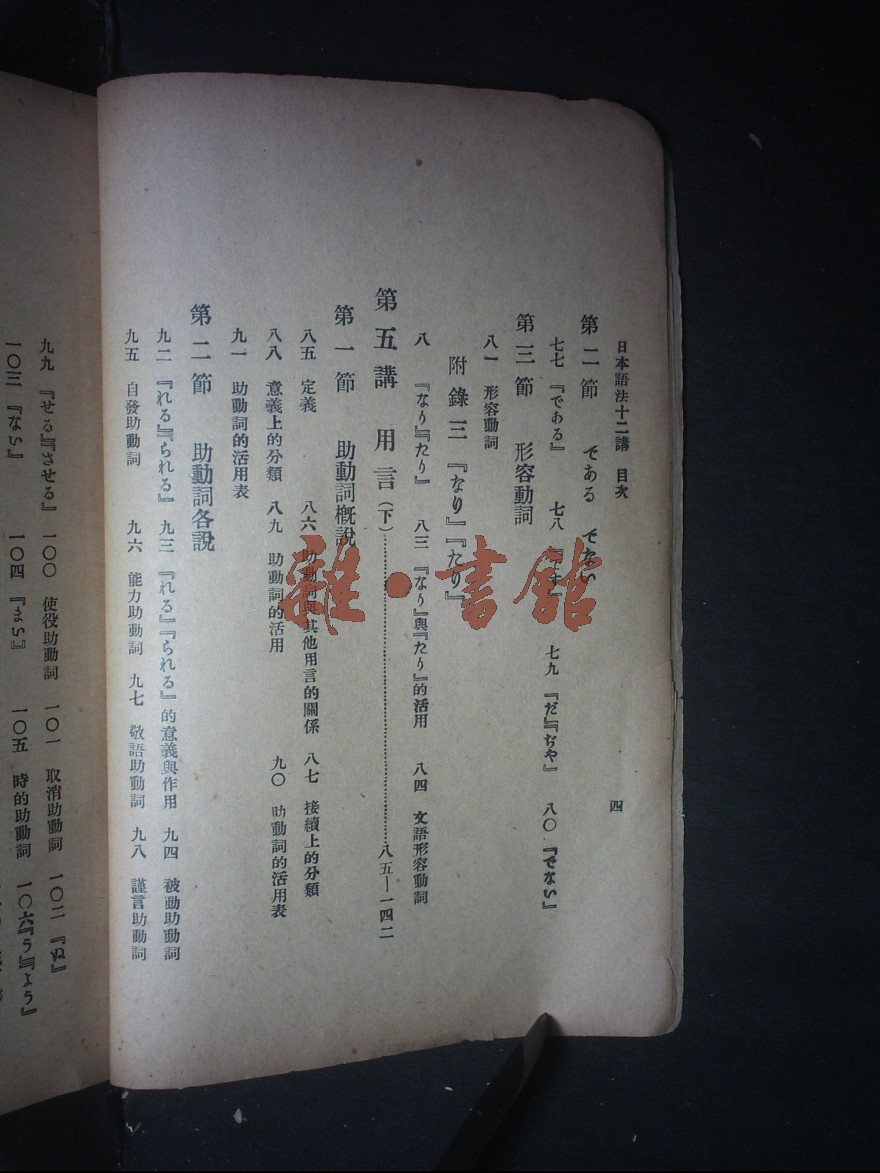 日本語法十二講 目次 四
第二節 である でない
七七 『である』 七八 『です』 七九 『だ』『ぢや』 八〇 『でない』
第三節 形容動詞
八一 形容動詞
附錄三 『なり』『たり』
八 『なり』『たり』 八三 『なり』與『たり』的活用 八四 文語形容動詞
第五講 用言(下)…………八五—一四二
第一節 助動詞槪說
八五 定義 八六 助動詞與其他用言的關係 八七 接續上的分類
八八 意義上的分類 八九 助動詞的活用 九〇 助動詞的活用表
九一 助動詞的活用表
第二節 助動詞各說
九二 『れる』『られる』 九三 『れる』『られる』的意義與作用 九四 被動助動詞
九五 自發助動詞 九六 能力助動詞 九七 敬語助動詞 九八 謹言助動詞
九九 『せる』『させる』 一〇〇 使役助動詞 一〇一 取消助動詞 一〇二 『ぬ』
一〇三 『ない』 一〇四 『まい』 一〇五 時的助動詞 一〇六 『う』『よう』
雜·書館